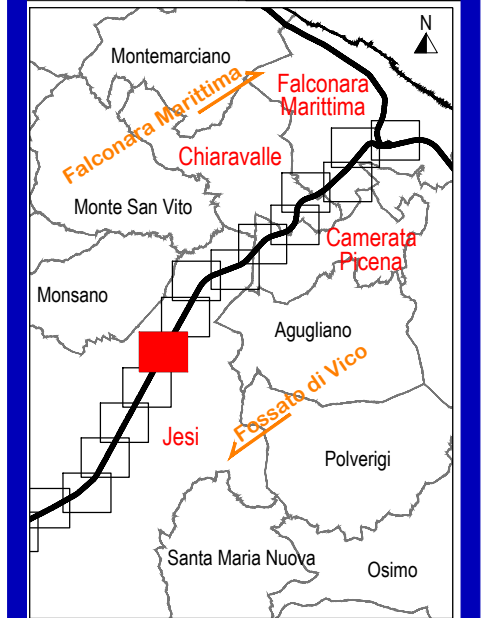 N
Montemarciano
Falconara Marittima
Falconara
Marittima
Chiaravalle
Monte San Vito
Camerata
Picena
Monsano
Agugliano
Fossato di Vico
Jesi
Polverigi
Santa Maria Nuova
Osimo